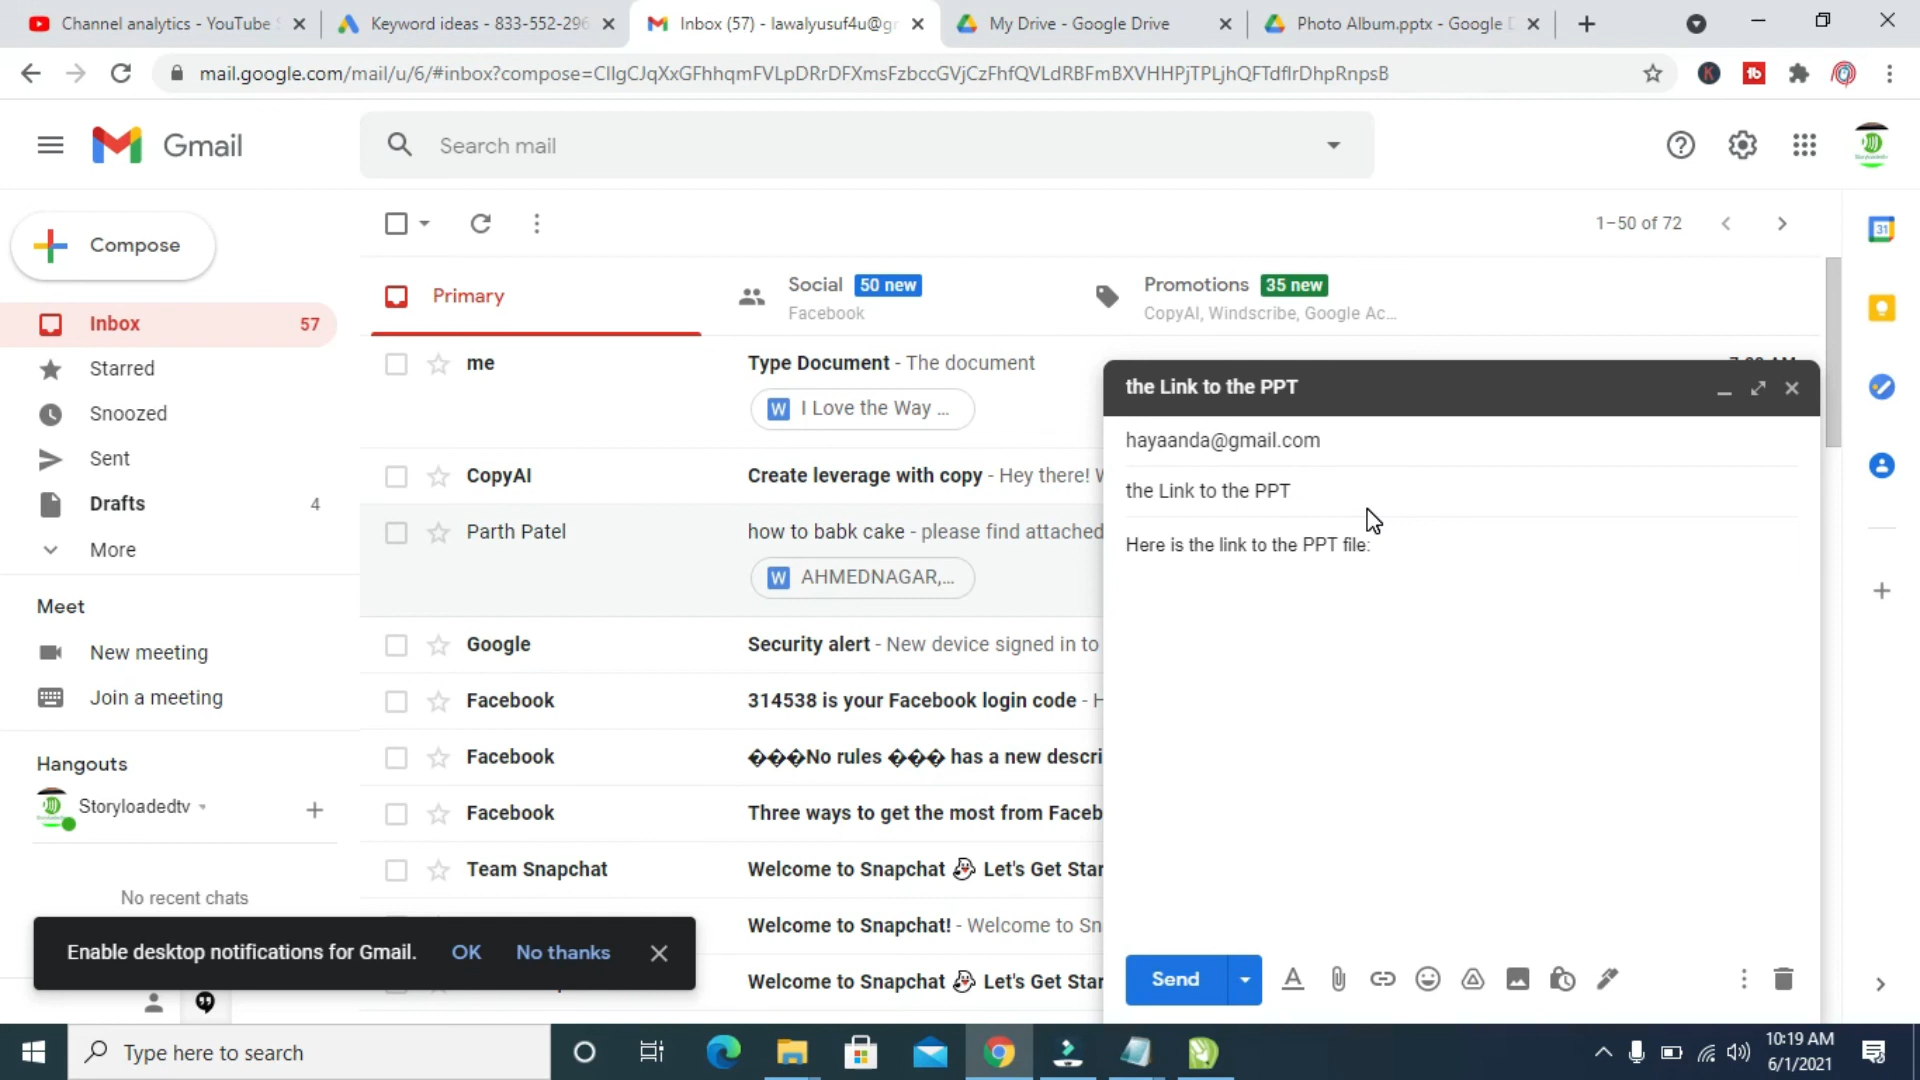 Channel analytics - YouTube S
Keyword ideas - 833-552-296
Inbox (57) - lawalyusuf4u@gr
My Drive - Google Drive
Photo Album.pptx - Google D
mail.google.com/mail/u/6/#inbox?compose=CllgCJqXxGFhhqmFVLpDRrDFXmsFzbccGVjCzFhfQVLdRBFmBXVHHPjTPLjhQFTdflrDhpRnpsB
Gmail
Search mail
Compose
1–50 of 72
Inbox 57
Starred
Snoozed
Sent
Drafts 4
More
Meet
New meeting
Join a meeting
Hangouts
Storyloadedtv
No recent chats
Primary
Social 50 new
Facebook
Promotions 35 new
CopyAI, Windscribe, Google Ac...
me Type Document - The document
W I Love the Way ...
CopyAI Create leverage with copy - Hey there! W
Parth Patel how to babk cake - please find attached
W AHMEDNAGAR,...
Google Security alert - New device signed in to
Facebook 314538 is your Facebook login code - H
Facebook ���No rules ��� has a new descri
Facebook Three ways to get the most from Faceb
Team Snapchat Welcome to Snapchat 👻 Let's Get Star
Welcome to Snapchat! - Welcome to Sn
Welcome to Snapchat 👻 Let's Get Star
the Link to the PPT
hayaanda@gmail.com
the Link to the PPT
Here is the link to the PPT file:
Send
Enable desktop notifications for Gmail. OK No thanks
Type here to search
10:19 AM
6/1/2021